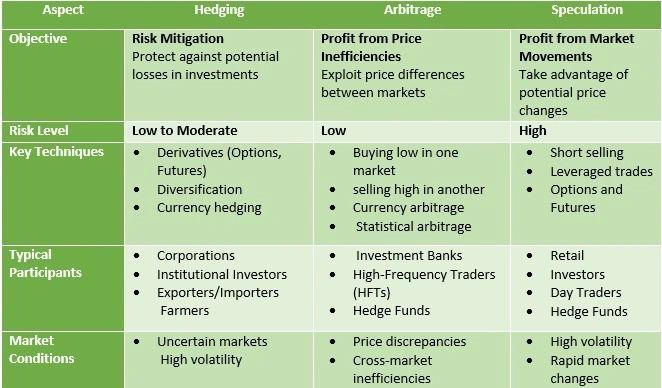 Aspect Hedging Arbitrage Speculation
Objective
Risk Mitigation
Protect against potential
losses in investments
Profit from Price
Inefficiencies
Exploit price differences
between markets
Profit from Market
Movements
Take advantage of
potential price
changes
Risk Level Low to Moderate Low High
Key Techniques
• Derivatives (Options,
Futures)
• Diversification
• Currency hedging
• Buying low in one
market
• selling high in another
• Currency arbitrage
• Statistical arbitrage
• Short selling
• Leveraged trades
• Options and
Futures
Typical
Participants
• Corporations
• Institutional Investors
• Exporters/Importers
Farmers
• Investment Banks
• High-Frequency Traders
(HFTs)
• Hedge Funds
• Retail
• Investors
• Day Traders
• Hedge Funds
Market
Conditions
• Uncertain markets
High volatility
• Price discrepancies
• Cross-market
inefficiencies
• High volatility
• Rapid market
changes